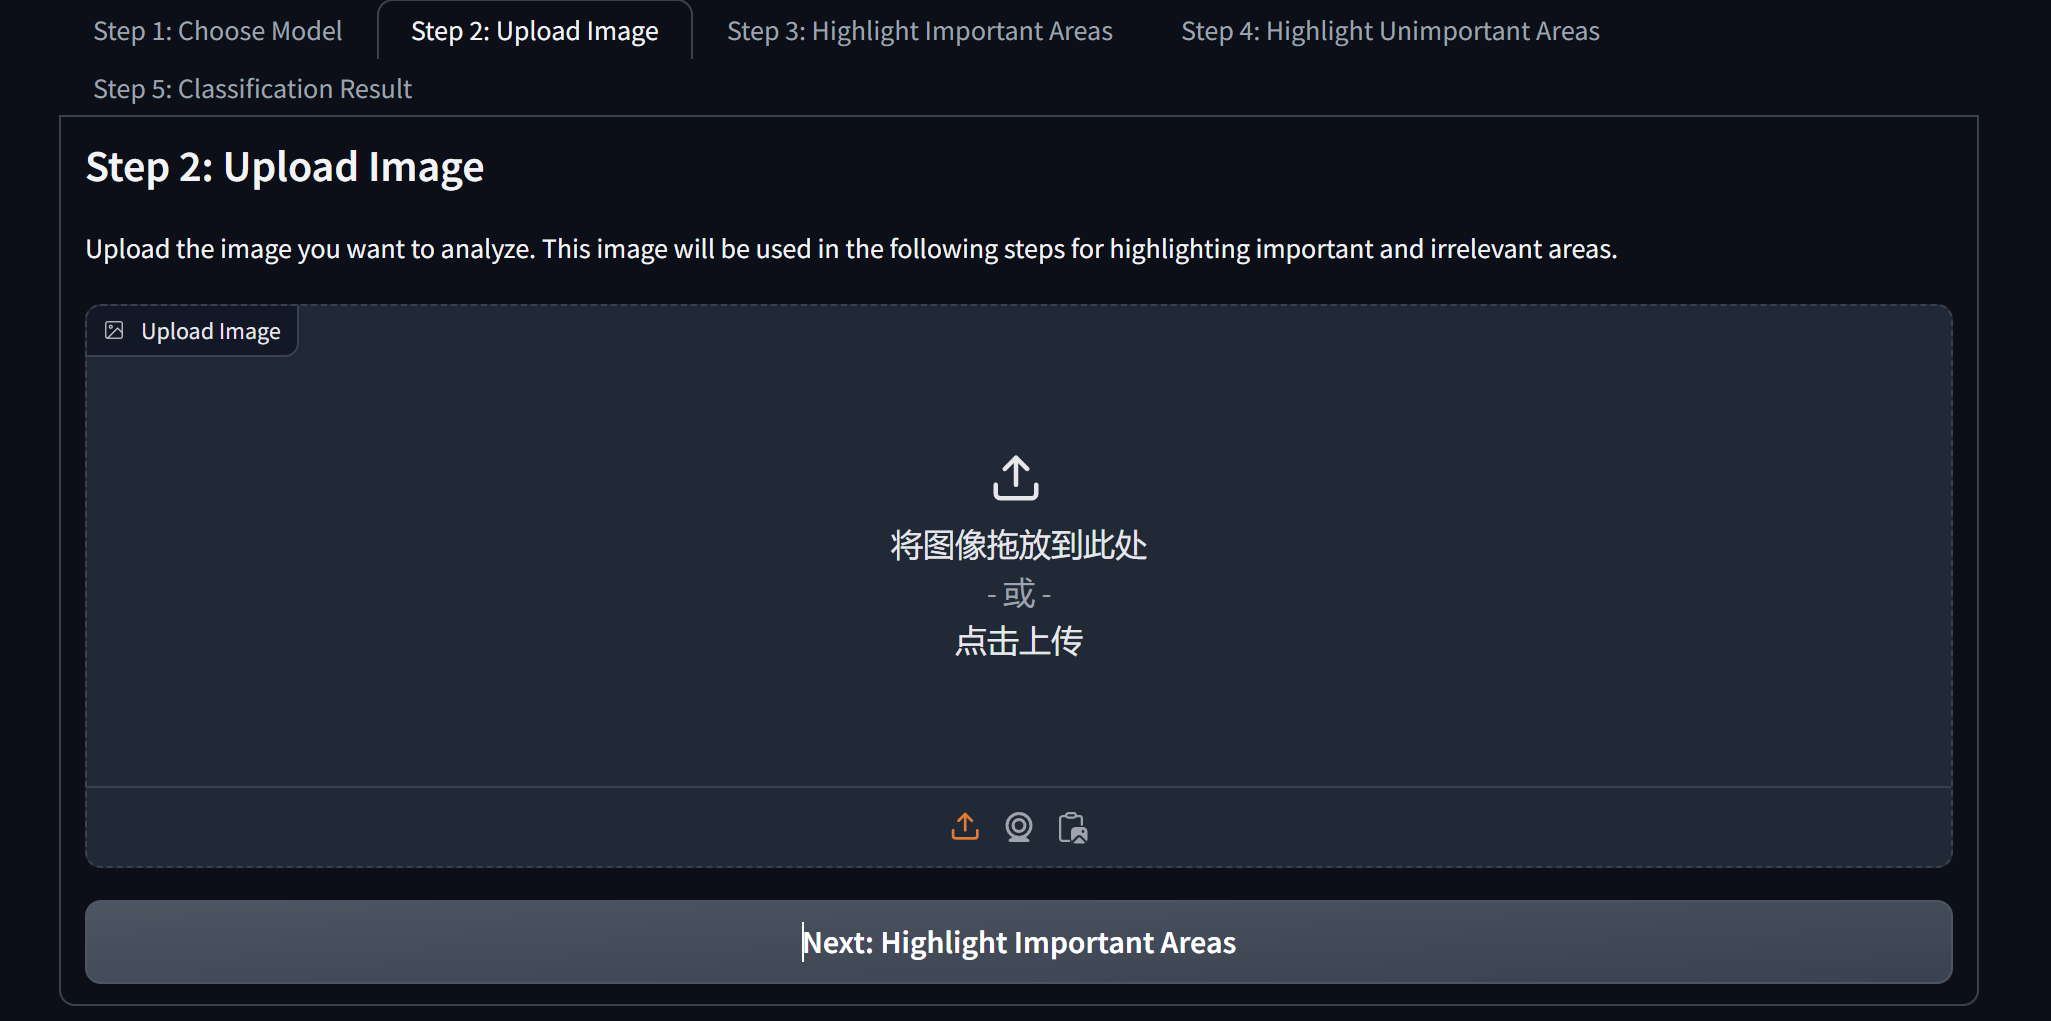 Step 1: Choose Model
Step 2: Upload Image
Step 3: Highlight Important Areas
Step 4: Highlight Unimportant Areas
Step 5: Classification Result
Step 2: Upload Image
Upload the image you want to analyze. This image will be used in the following steps for highlighting important and irrelevant areas.
Upload Image
将图像拖放到此处
- 或 -
点击上传
Next: Highlight Important Areas